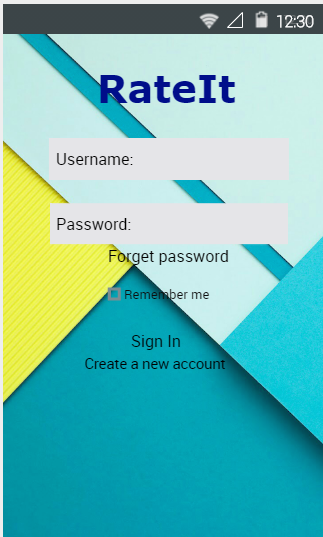 12:30
RateIt
Username:
Password:
Forget password
Remember me
Sign In
Create a new account